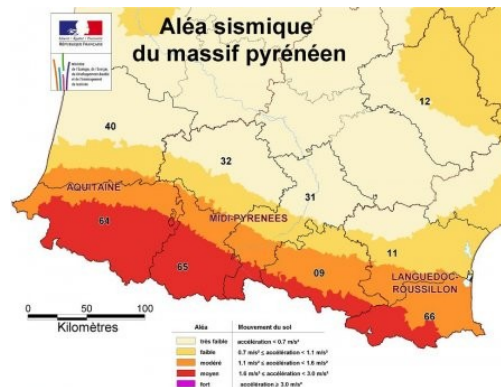 Aléa sismique
du massif pyrénéen
RÉPUBLIQUE FRANÇAISE
12
40
32
AQUITAINE
31
MIDI-PYRENEES
64
11
65
09
LANGUEDOC-
ROUSSILLON
66
0 50 100
Kilomètres
Aléa Mouvement du sol
très faible accélération < 0.7 m/s²
faible 0.7 m/s² ≤ accélération < 1.1 m/s²
modéré 1.1 m/s² ≤ accélération < 1.6 m/s²
moyen 1.6 m/s² ≤ accélération < 3.0 m/s²
fort accélération ≥ 3.0 m/s²